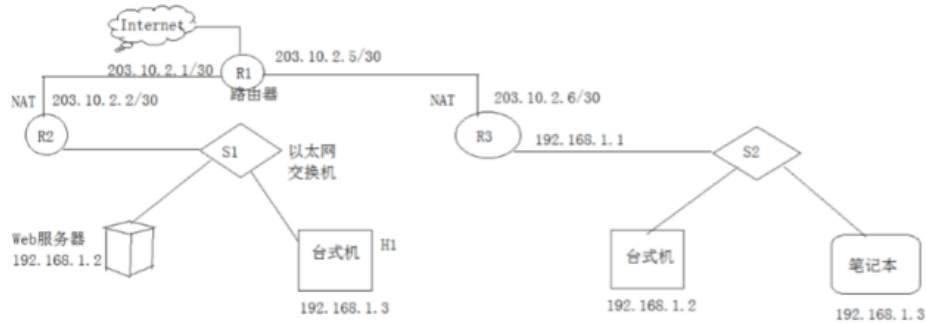 Internet
203.10.2.1/30
R1
203.10.2.5/30
路由器
NAT
203.10.2.2/30
NAT
203.10.2.6/30
R2
R3
192.168.1.1
S1
以太网
交换机
S2
Web服务器
192.168.1.2
台式机
H1
192.168.1.3
台式机
192.168.1.2
笔记本
192.168.1.3